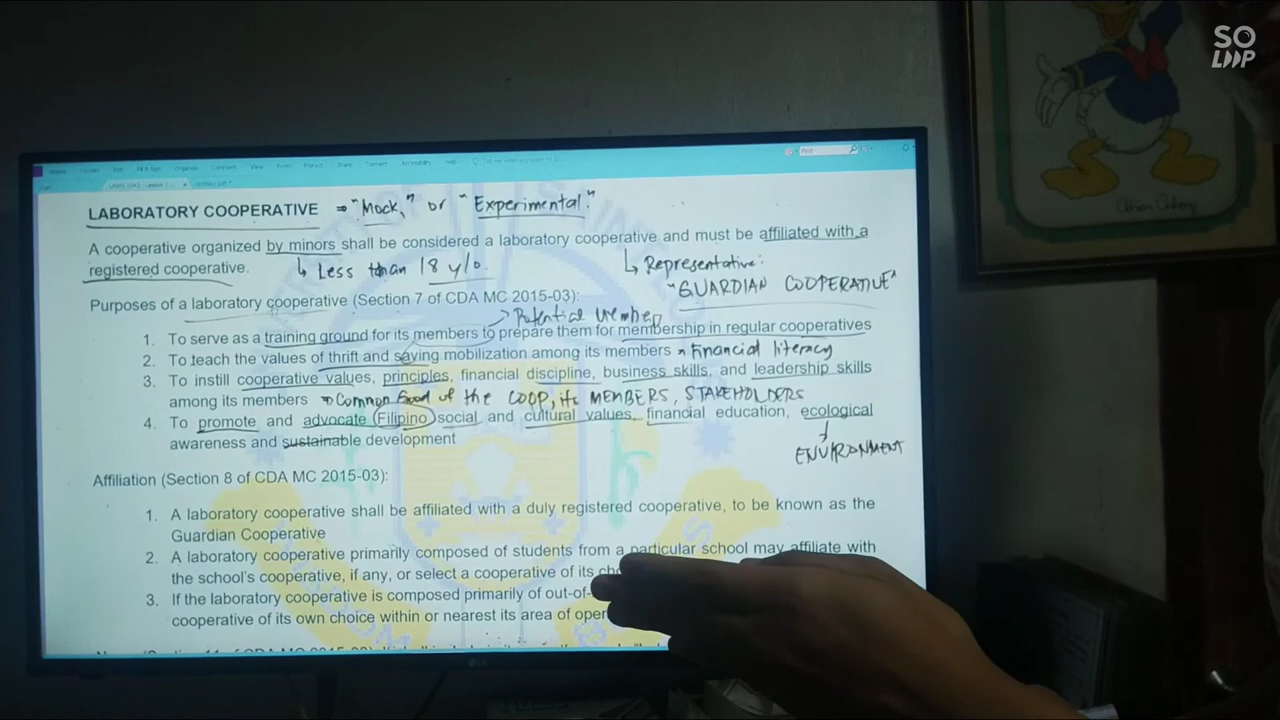 SO
LOOP
Find
LABORATORY COOPERATIVE ⇒ "Mock," or "Experimental."
A cooperative organized by minors shall be considered a laboratory cooperative and must be affiliated with a
registered cooperative. ↳ Less than 18 y/o. ↳ Representative:
"GUARDIAN COOPERATIVE"
Purposes of a laboratory cooperative (Section 7 of CDA MC 2015-03):
Potential member
1. To serve as a training ground for its members to prepare them for membership in regular cooperatives
2. To teach the values of thrift and saving mobilization among its members Financial literacy
3. To instill cooperative values, principles, financial discipline, business skills, and leadership skills
among its members ⇒ Common Good of the COOP, its MEMBERS, STAKEHOLDERS
4. To promote and advocate Filipino social and cultural values, financial education, ecological
awareness and sustainable development
ENVIRONMENT
Affiliation (Section 8 of CDA MC 2015-03):
1. A laboratory cooperative shall be affiliated with a duly registered cooperative, to be known as the
Guardian Cooperative
2. A laboratory cooperative primarily composed of students from a particular school may affiliate with
the school's cooperative, if any, or select a cooperative of its
3. If the laboratory cooperative is composed primarily of out-of-
cooperative of its own choice within or nearest its area of
LG